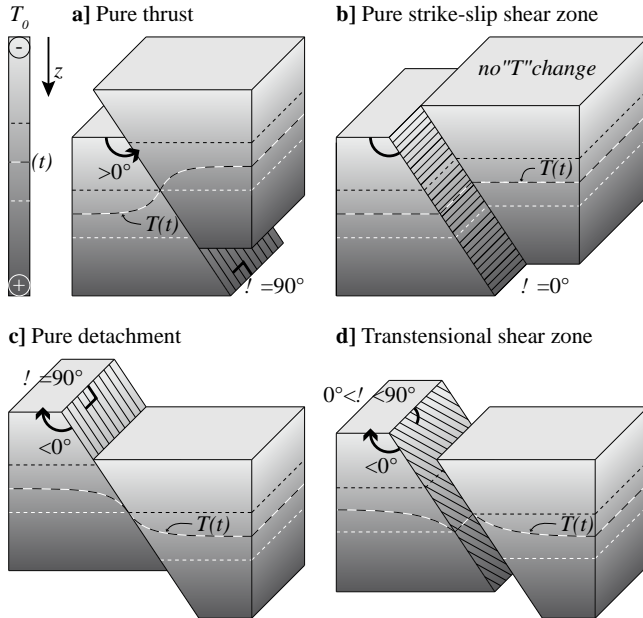 T₀
-
z
(t)
+
a] Pure thrust
>0°
T(t)
! =90°
b] Pure strike-slip shear zone
no"T"change
T(t)
! =0°
c] Pure detachment
! =90°
<0°
T(t)
d] Transtensional shear zone
0°<! <90°
<0°
T(t)